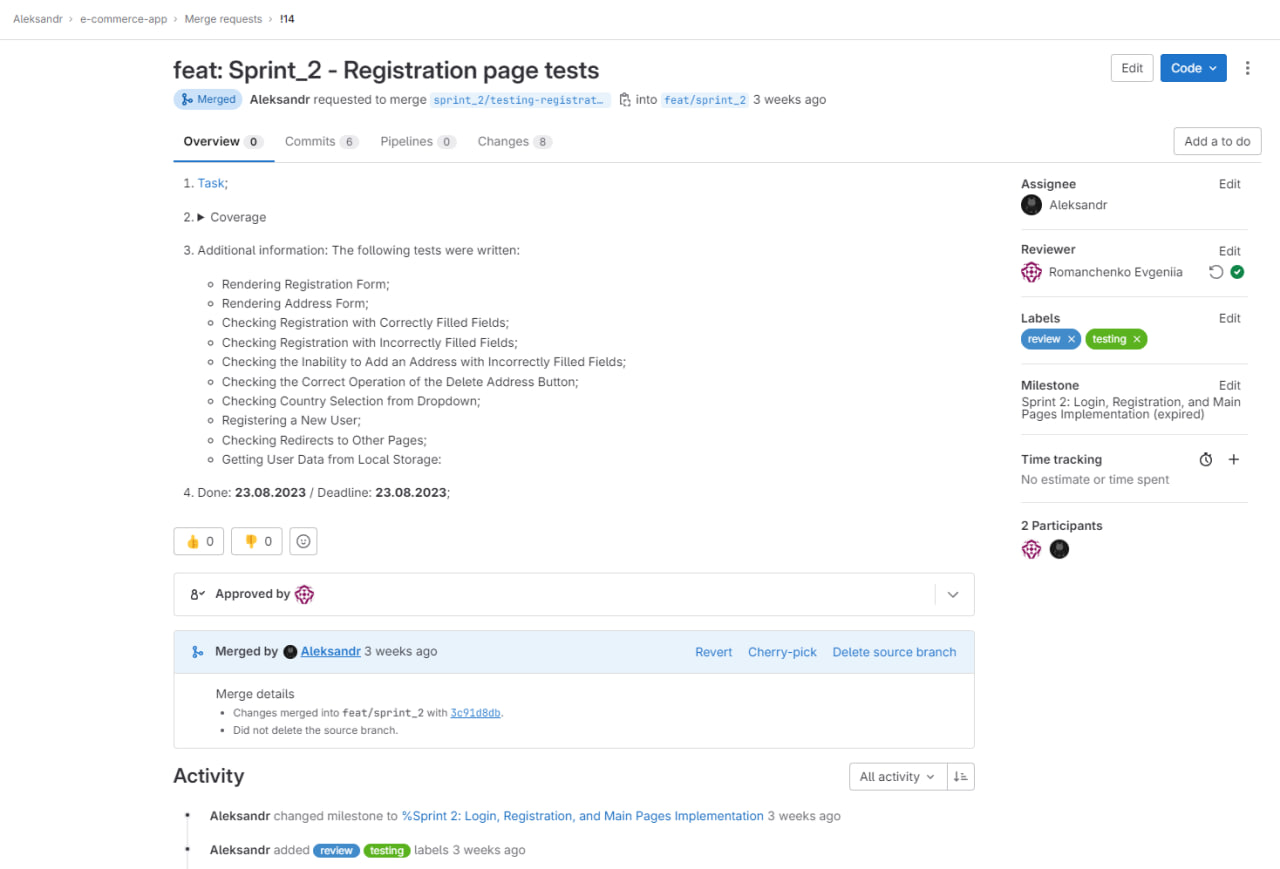 Aleksandr › e-commerce-app › Merge requests › !14
feat: Sprint_2 - Registration page tests
Edit
Code
Merged Aleksandr requested to merge sprint_2/testing-registrat… into feat/sprint_2 3 weeks ago
Overview 0 Commits 6 Pipelines 0 Changes 8
Add a to do
1. Task;
2. ▶ Coverage
3. Additional information: The following tests were written:
Rendering Registration Form;
Rendering Address Form;
Checking Registration with Correctly Filled Fields;
Checking Registration with Incorrectly Filled Fields;
Checking the Inability to Add an Address with Incorrectly Filled Fields;
Checking the Correct Operation of the Delete Address Button;
Checking Country Selection from Dropdown;
Registering a New User;
Checking Redirects to Other Pages;
Getting User Data from Local Storage:
4. Done: 23.08.2023 / Deadline: 23.08.2023;
👍 0 👎 0
Approved by
Merged by Aleksandr 3 weeks ago
Revert Cherry-pick Delete source branch
Merge details
Changes merged into feat/sprint_2 with 3c91d8db.
Did not delete the source branch.
Activity
All activity
Aleksandr changed milestone to %Sprint 2: Login, Registration, and Main Pages Implementation 3 weeks ago
Aleksandr added review testing labels 3 weeks ago
Assignee Edit
Aleksandr
Reviewer Edit
Romanchenko Evgeniia
Labels Edit
review × testing ×
Milestone Edit
Sprint 2: Login, Registration, and Main
Pages Implementation (expired)
Time tracking
No estimate or time spent
2 Participants